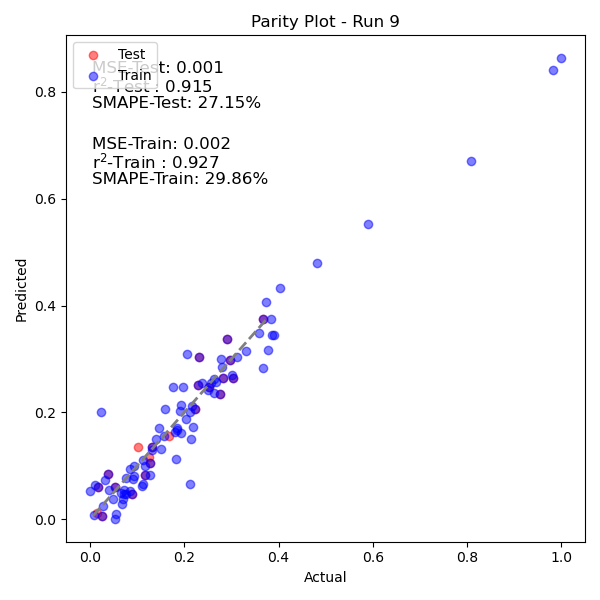 Parity Plot - Run 9
Test
Train
MSE-Test: 0.001
r²-Test : 0.915
SMAPE-Test: 27.15%
MSE-Train: 0.002
r²-Train : 0.927
SMAPE-Train: 29.86%
Predicted
0.8
0.6
0.4
0.2
0.0
0.0 0.2 0.4 0.6 0.8 1.0
Actual